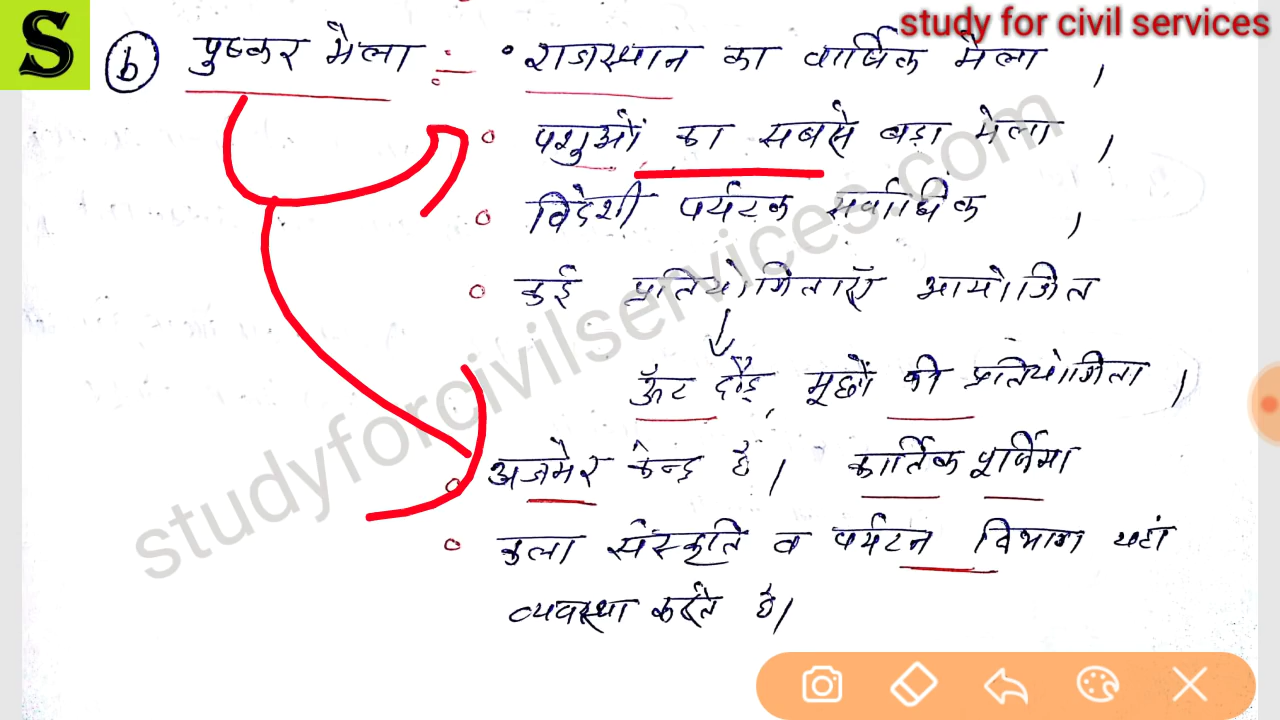 S
study for civil services
(b) पुष्कर मेला :- • राजस्थान का वार्षिक मेला,
पशुओं का सबसे बड़ा मेला,
विदेशी पर्यटक सर्वाधिक,
कई प्रतियोगिताएँ आयोजित
↓
ऊँट दौड़, मूछों की प्रतियोगिता,
अजमेर केन्द्र है। कार्तिक पूर्णिमा
कला संस्कृति व पर्यटन विभाग यहां
व्यवस्था करते है।
studyforcivilservices.com